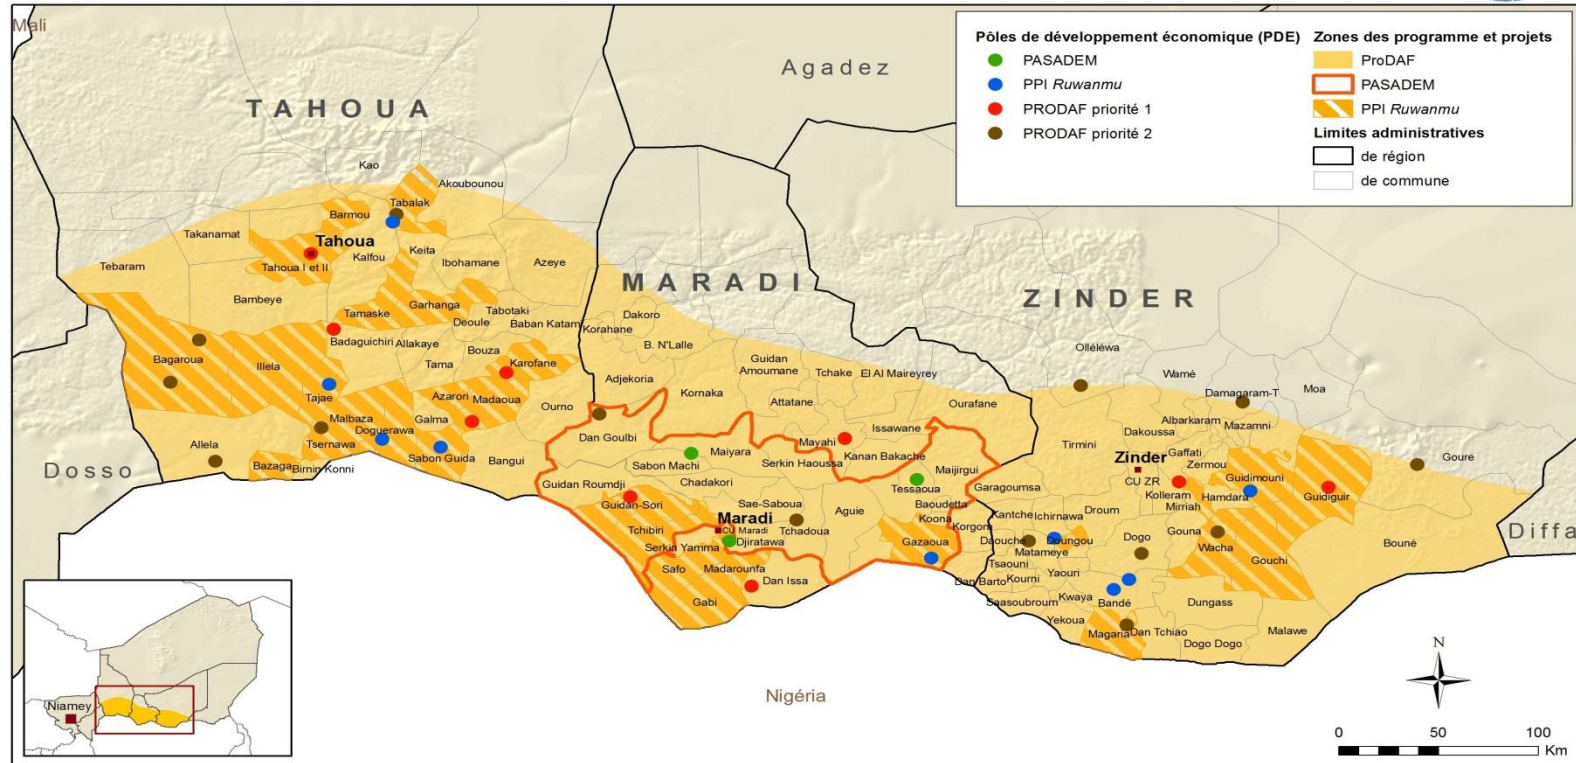 Mali
Agadez
TAHOUA
MARADI
ZINDER
Dosso
Diffa
Nigéria
Pôles de développement économique (PDE)
PASADEM
PPI Ruwanmu
PRODAF priorité 1
PRODAF priorité 2
Zones des programme et projets
ProDAF
PASADEM
PPI Ruwanmu
Limites administratives
de région
de commune
Kao
Akoubounou
Tabalak
Barmou
Takanamat
Tahoua
Kalfou
Keita
Tahoua I et II
Ibohamane
Azeye
Tebaram
Bambeye
Garhanga
Tamaske
Tabotaki
Deoule
Baban Katam
Badaguichiri
Allakaye
Bouza
Bagaroua
Illela
Tama
Karofane
Tajae
Azarori
Madaoua
Ourno
Malbaza
Galma
Doguerawa
Allela
Tsernawa
Sabon Guida
Bangui
Bazaga
Birnin Konni
Korahane
Dakoro
B. N'Lalle
Guidan
Amoumane
Tchake
El Al Maireyrey
Adjekoria
Kornaka
Attatane
Ourafane
Dan Goulbi
Issawane
Mayahi
Maiyara
Kanan Bakache
Sabon Machi
Serkin Haoussa
Maijirgui
Guidan Roumdji
Chadakori
Tessaoua
Guidan-Sori
Sae-Saboua
Baoudetta
Aguie
Koona
Maradi
CU Maradi
Tchadoua
Tchibiri
Djiratawa
Serkin Yamma
Gazaoua
Korgom
Safo
Madarounfa
Dan Issa
Gabi
Olléléwa
Wamé
Damagaram-T
Moa
Albarkaram
Mazamni
Dakoussa
Tirmini
Gaffati
Goure
Zinder
Zermou
CU ZR
Guidimouni
Garagoumsa
Kolleram
Hamdara
Guidiguir
Mirriah
Kantche
Ichirnawa
Droum
Gouna
Daouche
Doungou
Dogo
Wacha
Bouné
Matameye
Tsaouni
Gouchi
Dan Barto
Kourni
Yaouri
Saasoubroum
Kwaya
Bandé
Dungass
Yekoua
Magaria
Dan Tchiao
Malawe
Dogo Dogo
Niamey
N
0 50 100
Km